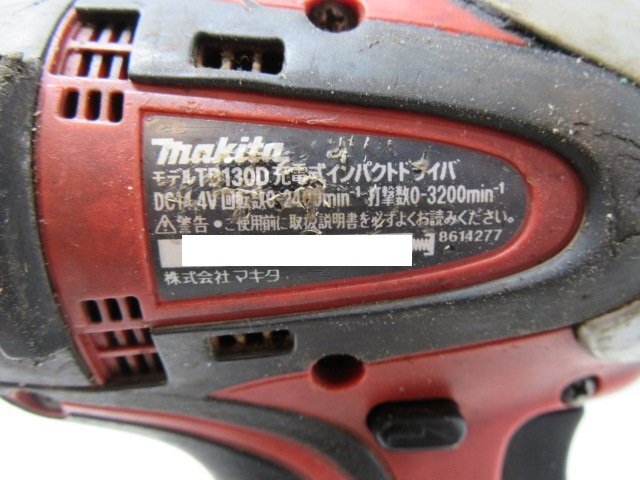 makita
モデルTD130D 充電式インパクトドライバ
DC14.4V 回転数0-2400min⁻¹ 打撃数0-3200min⁻¹
警告: ご使用前に取扱説明書を必ずよくお読みください。
8614277
株式会社 マキタ